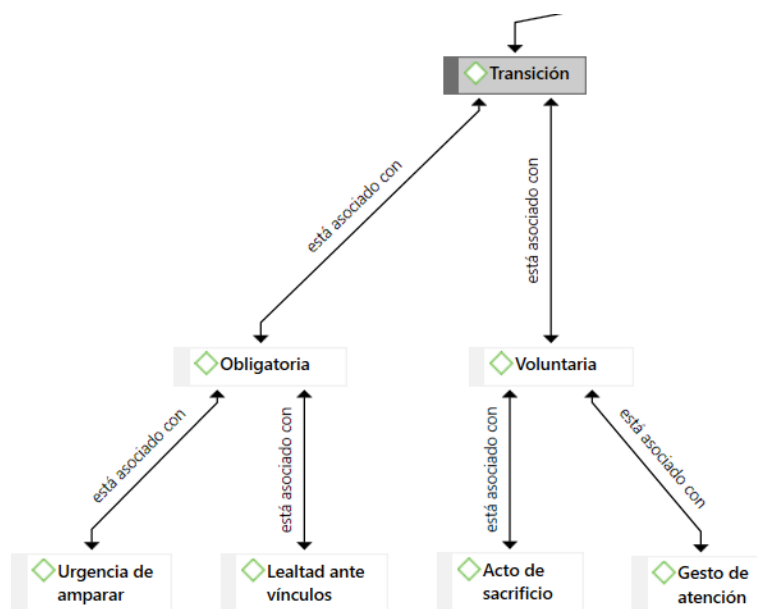 Transición
está asociado con
está asociado con
Obligatoria
Voluntaria
está asociado con
está asociado con
está asociado con
está asociado con
Urgencia de
amparar
Lealtad ante
vínculos
Acto de
sacrificio
Gesto de
atención